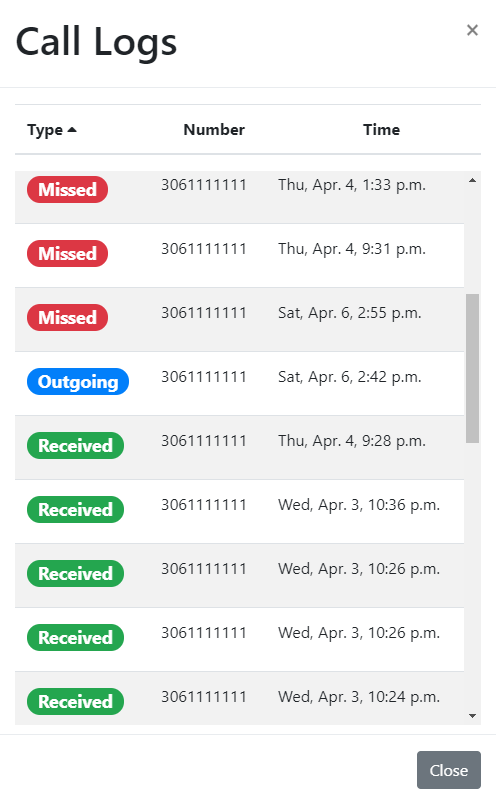 Call Logs ×
Type Number Time
Missed 3061111111 Thu, Apr. 4, 1:33 p.m.
Missed 3061111111 Thu, Apr. 4, 9:31 p.m.
Missed 3061111111 Sat, Apr. 6, 2:55 p.m.
Outgoing 3061111111 Sat, Apr. 6, 2:42 p.m.
Received 3061111111 Thu, Apr. 4, 9:28 p.m.
Received 3061111111 Wed, Apr. 3, 10:36 p.m.
Received 3061111111 Wed, Apr. 3, 10:26 p.m.
Received 3061111111 Wed, Apr. 3, 10:26 p.m.
Received 3061111111 Wed, Apr. 3, 10:24 p.m.
Close